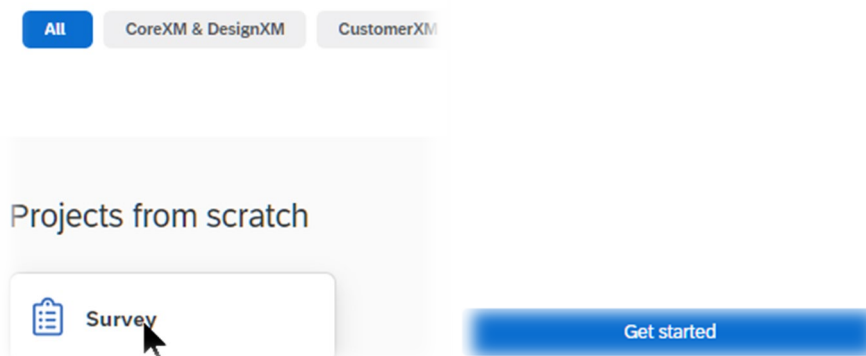 All
CoreXM & DesignXM
CustomerXM
Projects from scratch
Survey
Get started